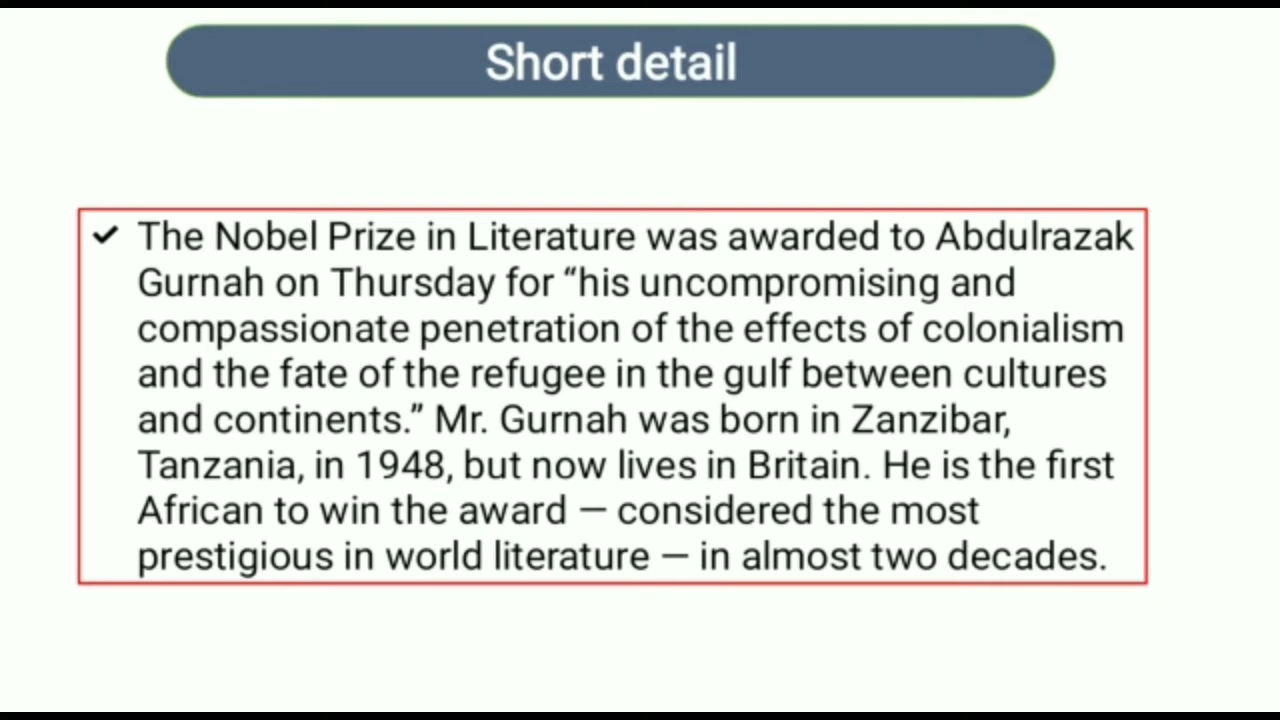 Short detail
✔ The Nobel Prize in Literature was awarded to Abdulrazak
Gurnah on Thursday for “his uncompromising and
compassionate penetration of the effects of colonialism
and the fate of the refugee in the gulf between cultures
and continents.” Mr. Gurnah was born in Zanzibar,
Tanzania, in 1948, but now lives in Britain. He is the first
African to win the award — considered the most
prestigious in world literature — in almost two decades.